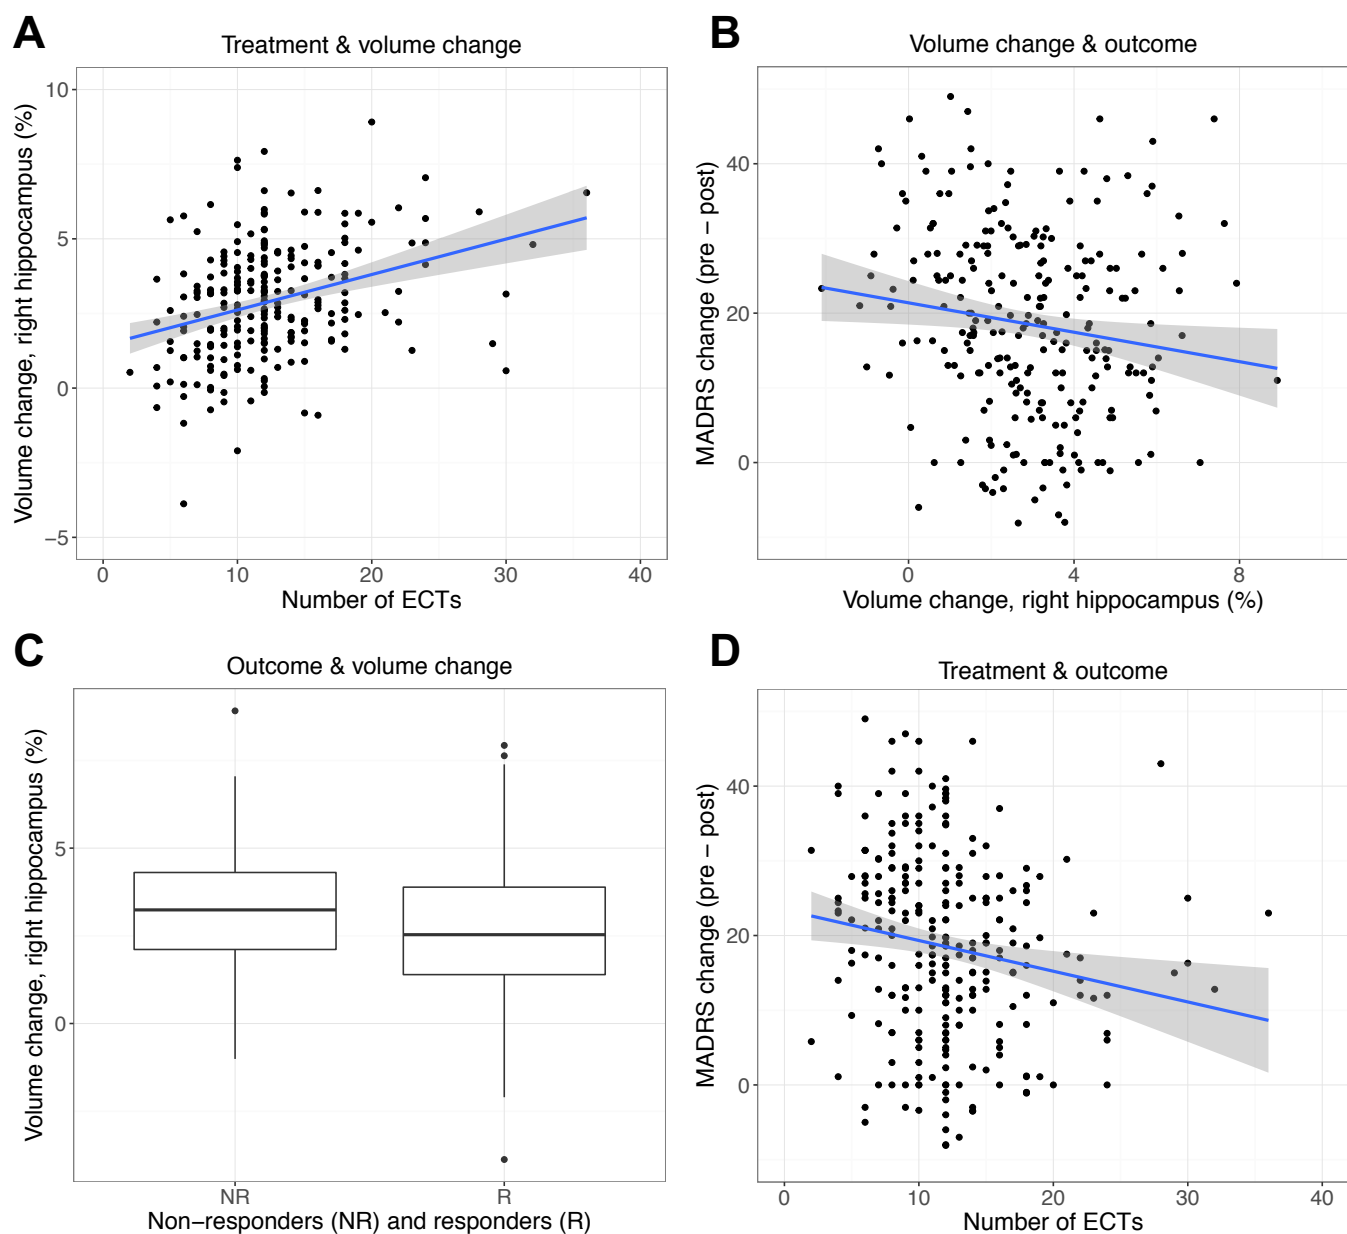 A
Treatment & volume change
Volume change, right hippocampus (%)
10
5
0
−5
0 10 20 30 40
Number of ECTs
B
Volume change & outcome
MADRS change (pre − post)
40
20
0
0 4 8
Volume change, right hippocampus (%)
C
Outcome & volume change
Volume change, right hippocampus (%)
5
0
NR R
Non−responders (NR) and responders (R)
D
Treatment & outcome
MADRS change (pre − post)
40
20
0
0 10 20 30 40
Number of ECTs